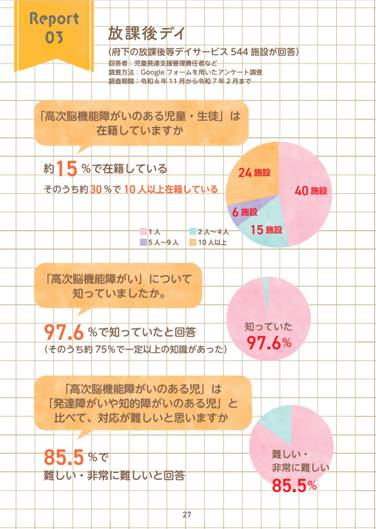 Report
03
放課後デイ
（府下の放課後等デイサービス 544 施設が回答）
回答者：児童発達支援管理責任者など
調査方法：Google フォームを用いたアンケート調査
調査期間：令和 6 年 11 月から令和 7 年 2 月まで
「高次脳機能障がいのある児童・生徒」は
在籍していますか
約 15 %で在籍している
そのうち約 30 %で 10 人以上在籍している
24 施設
40 施設
6 施設
15 施設
1 人
2 人〜4 人
5 人〜9 人
10 人以上
「高次脳機能障がい」について
知っていましたか。
97.6 %で知っていたと回答
（そのうち約 75%で一定以上の知識があった）
知っていた
97.6%
「高次脳機能障がいのある児」は
「発達障がいや知的障がいのある児」と
比べて、対応が難しいと思いますか
85.5 %で
難しい・非常に難しいと回答
難しい・
非常に難しい
85.5%
27